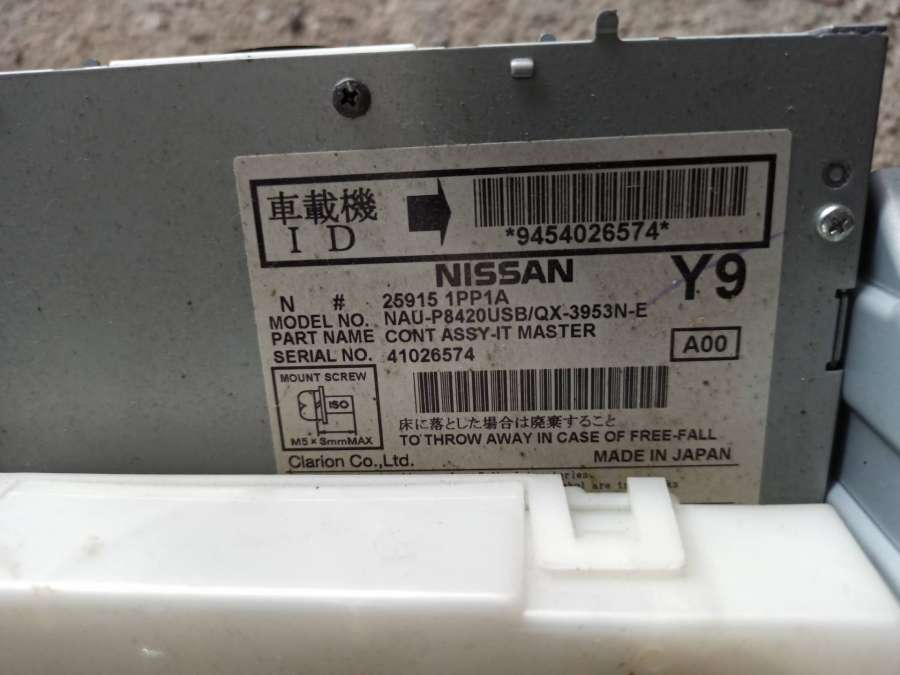 車載機
I D
*9454026574*
NISSAN
Y9
N # 25915 1PP1A
MODEL NO. NAU-P8420USB/QX-3953N-E
PART NAME CONT ASSY-IT MASTER
SERIAL NO. 41026574
A00
MOUNT SCREW
ISO
M5 × 8mmMAX
床に落とした場合は廃棄すること
TO THROW AWAY IN CASE OF FREE-FALL
Clarion Co.,Ltd.
MADE IN JAPAN
are